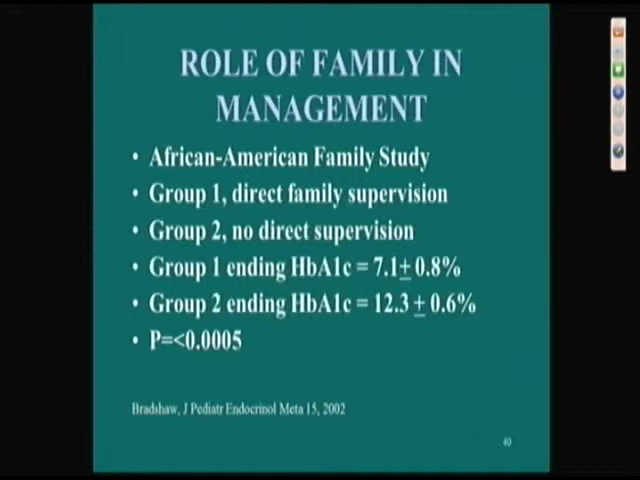 ROLE OF FAMILY IN
MANAGEMENT
• African-American Family Study
• Group 1, direct family supervision
• Group 2, no direct supervision
• Group 1 ending HbA1c = 7.1± 0.8%
• Group 2 ending HbA1c = 12.3 ± 0.6%
• P=<0.0005
Bradshaw, J Pediatr Endocrinol Meta 15, 2002
40